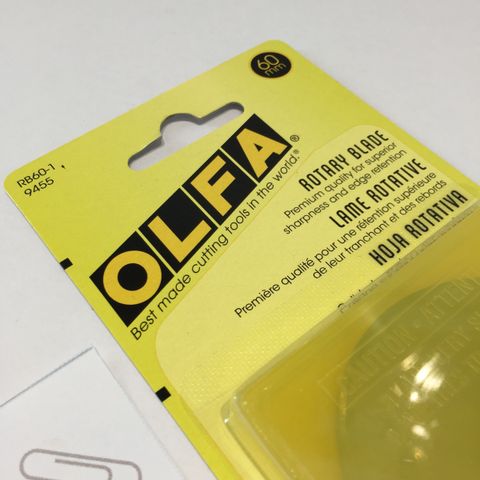 60
mm
RB60-1
9455
OLFA®
Best made cutting tools in the world.®
ROTARY BLADE
Premium quality for superior
sharpness and edge retention
LAME ROTATIVE
Première qualité pour une rétention supérieure
de leur tranchant et des rebords
HOJA ROTATIVA
CAUTION